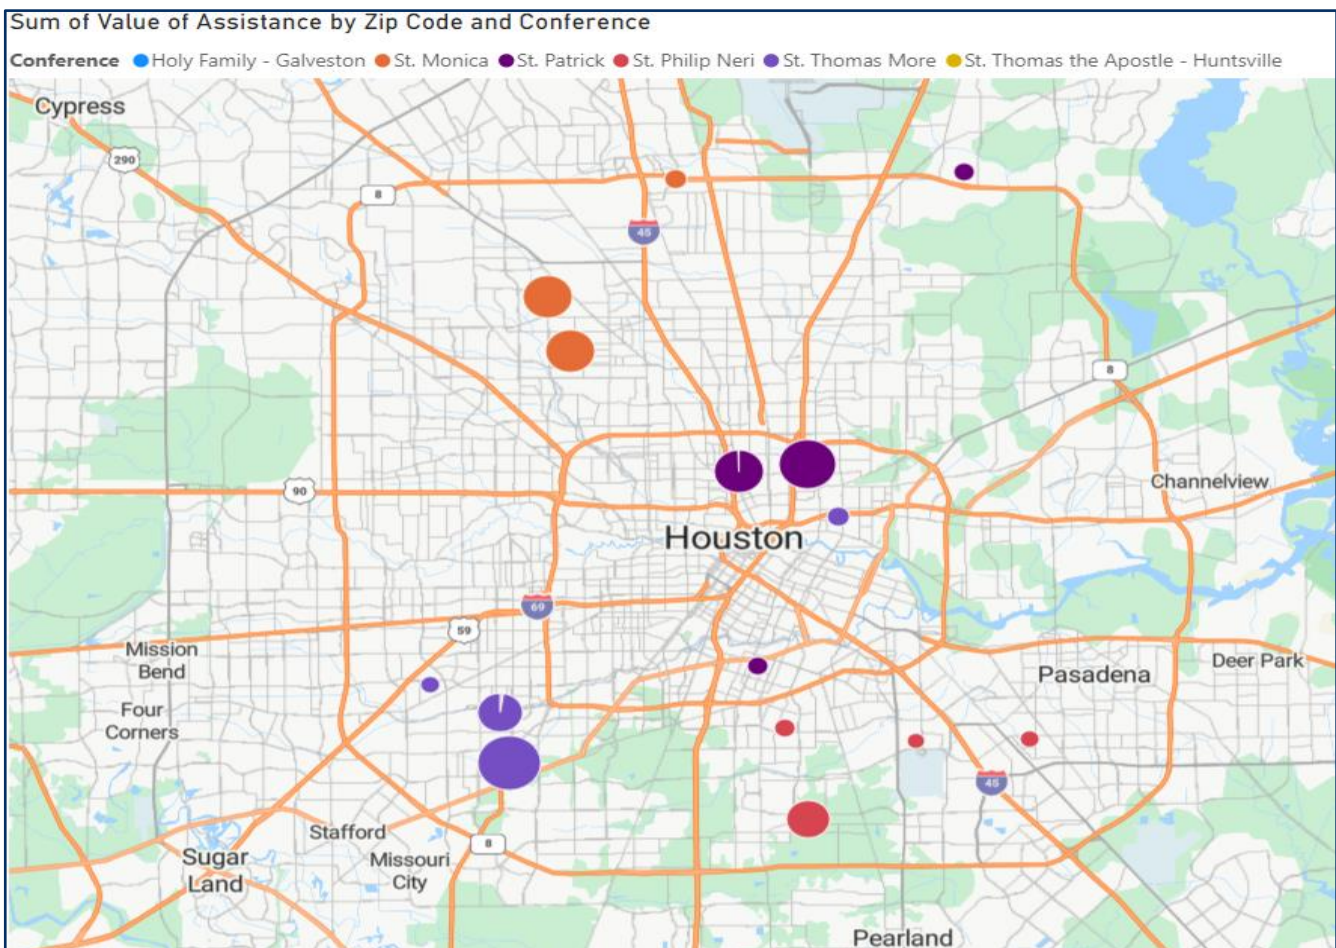 Sum of Value of Assistance by Zip Code and Conference
Conference Holy Family - Galveston St. Monica St. Patrick St. Philip Neri St. Thomas More St. Thomas the Apostle - Huntsville
Cypress
290
8
45
8
90
Channelview
Houston
69
59
Mission
Bend
Deer Park
Pasadena
Four
Corners
45
Stafford
8
Sugar
Land
Missouri
City
Pearland